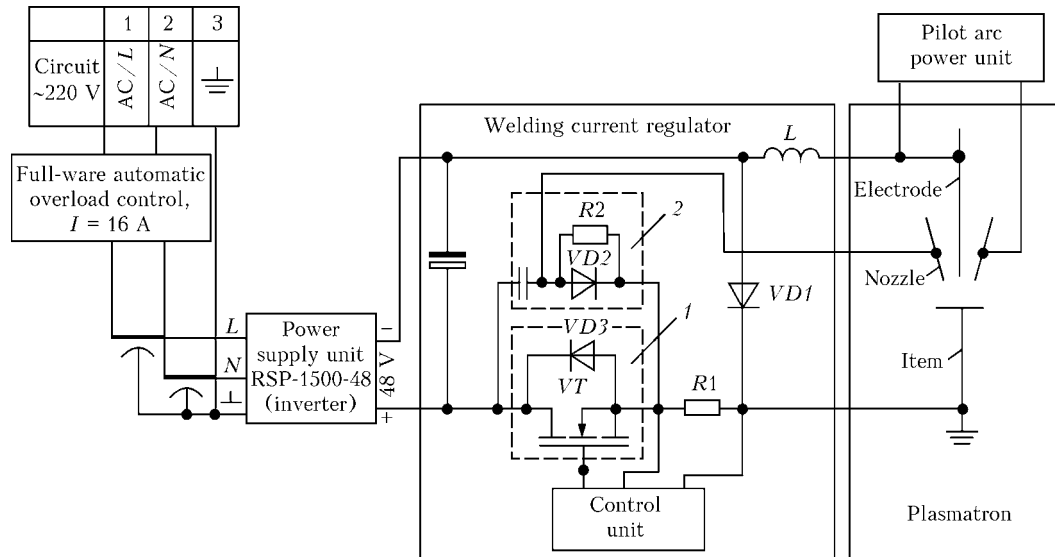 1 2 3
Circuit
~220 V
AC/L
AC/N
Full-ware automatic
overload control,
I = 16 A
L
N
Power
supply unit
RSP-1500-48
(inverter)
−
48 V
+
Welding current regulator
L
R2
2
VD2
VD1
VD3
1
VT
R1
Control
unit
Pilot arc
power unit
Electrode
Nozzle
Item
Plasmatron